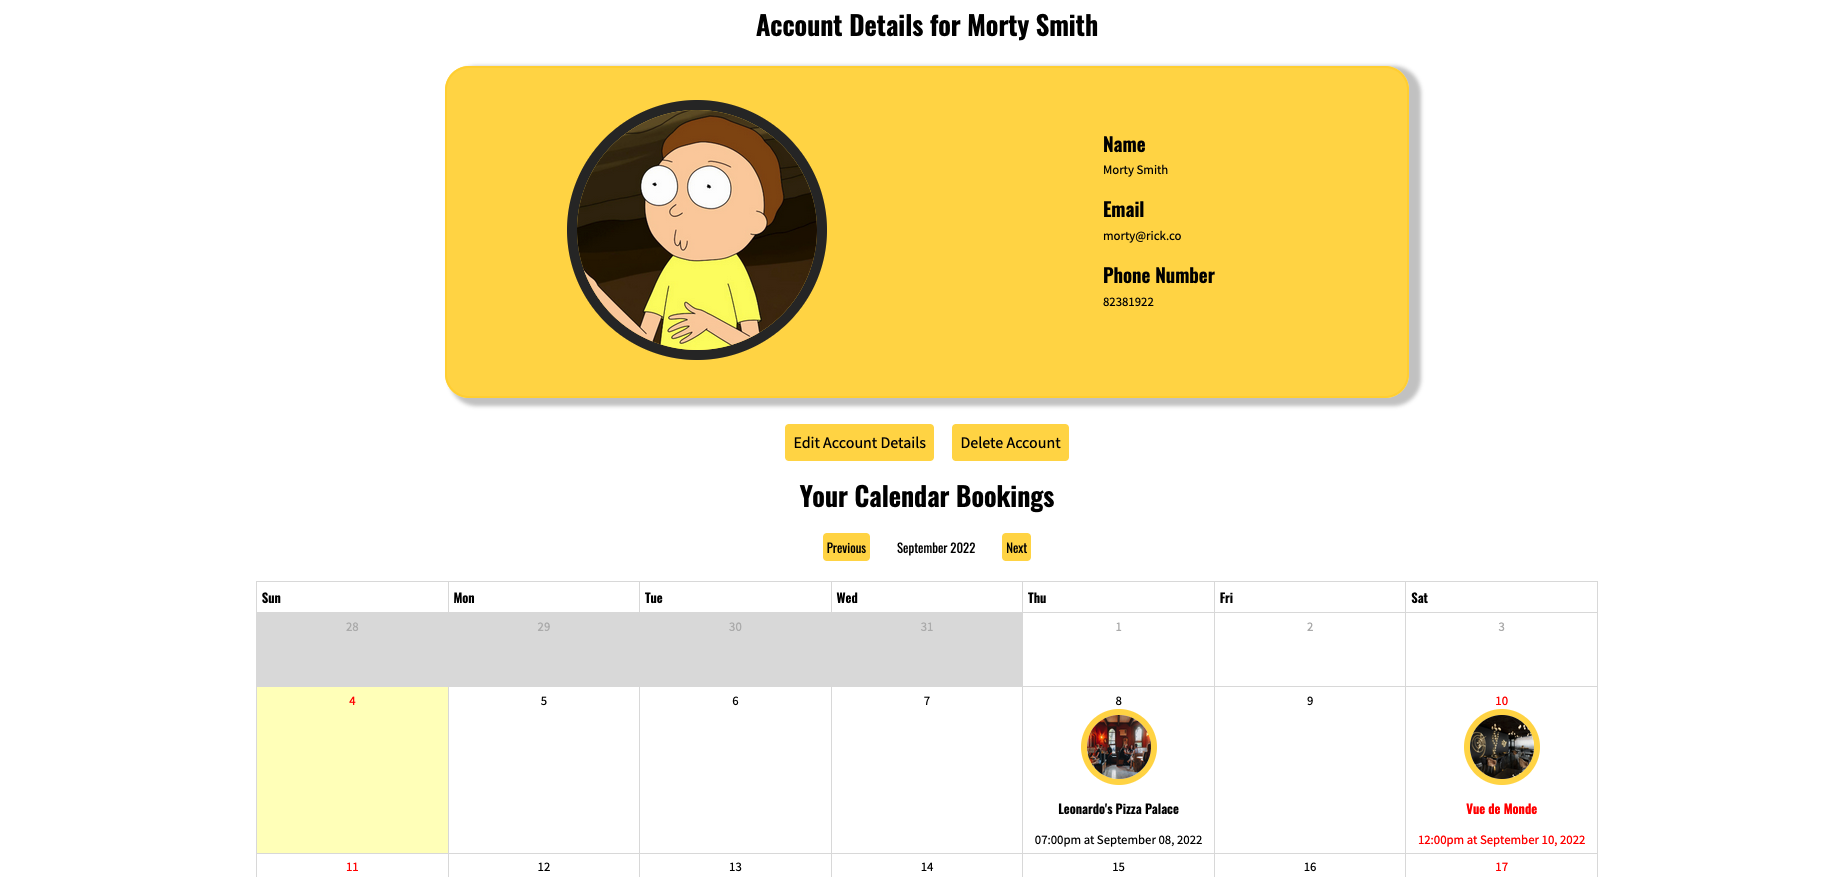 Account Details for Morty Smith
Name
Morty Smith
Email
morty@rick.co
Phone Number
82381922
Edit Account Details Delete Account
Your Calendar Bookings
Previous September 2022 Next
Sun Mon Tue Wed Thu Fri Sat
28 29 30 31 1 2 3
4 5 6 7 8 9 10
Leonardo's Pizza Palace Vue de Monde
07:00pm at September 08, 2022 12:00pm at September 10, 2022
11 12 13 14 15 16 17